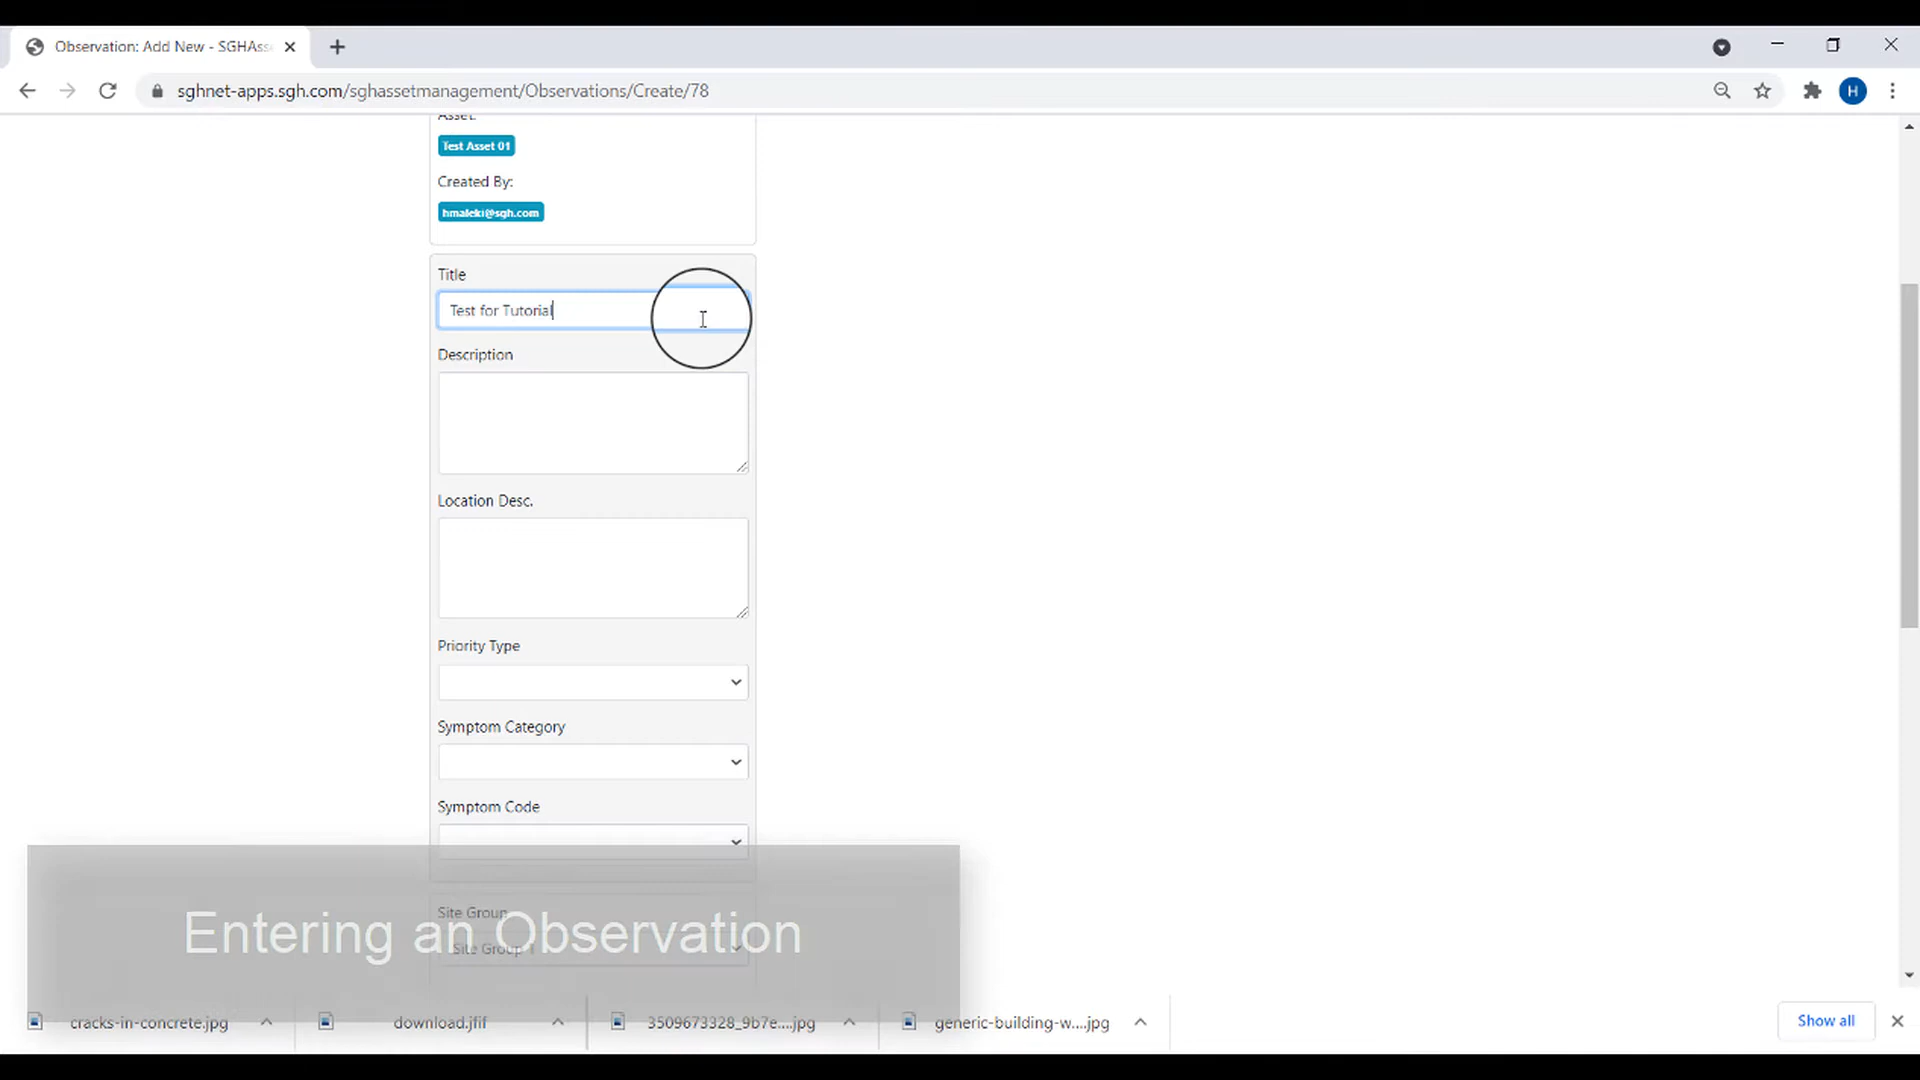 Observation: Add New - SGHAss
sghnet-apps.sgh.com/sghassetmanagement/Observations/Create/78
H
Asset:
Test Asset 01
Created By:
hmaleki@sgh.com
Title
Test for Tutorial
Description
Location Desc.
Priority Type
Symptom Category
Symptom Code
Site Group
Site Group 1
Entering an Observation
cracks-in-concrete.jpg
download.jfif
3509673328_9b7e....jpg
generic-building-w....jpg
Show all